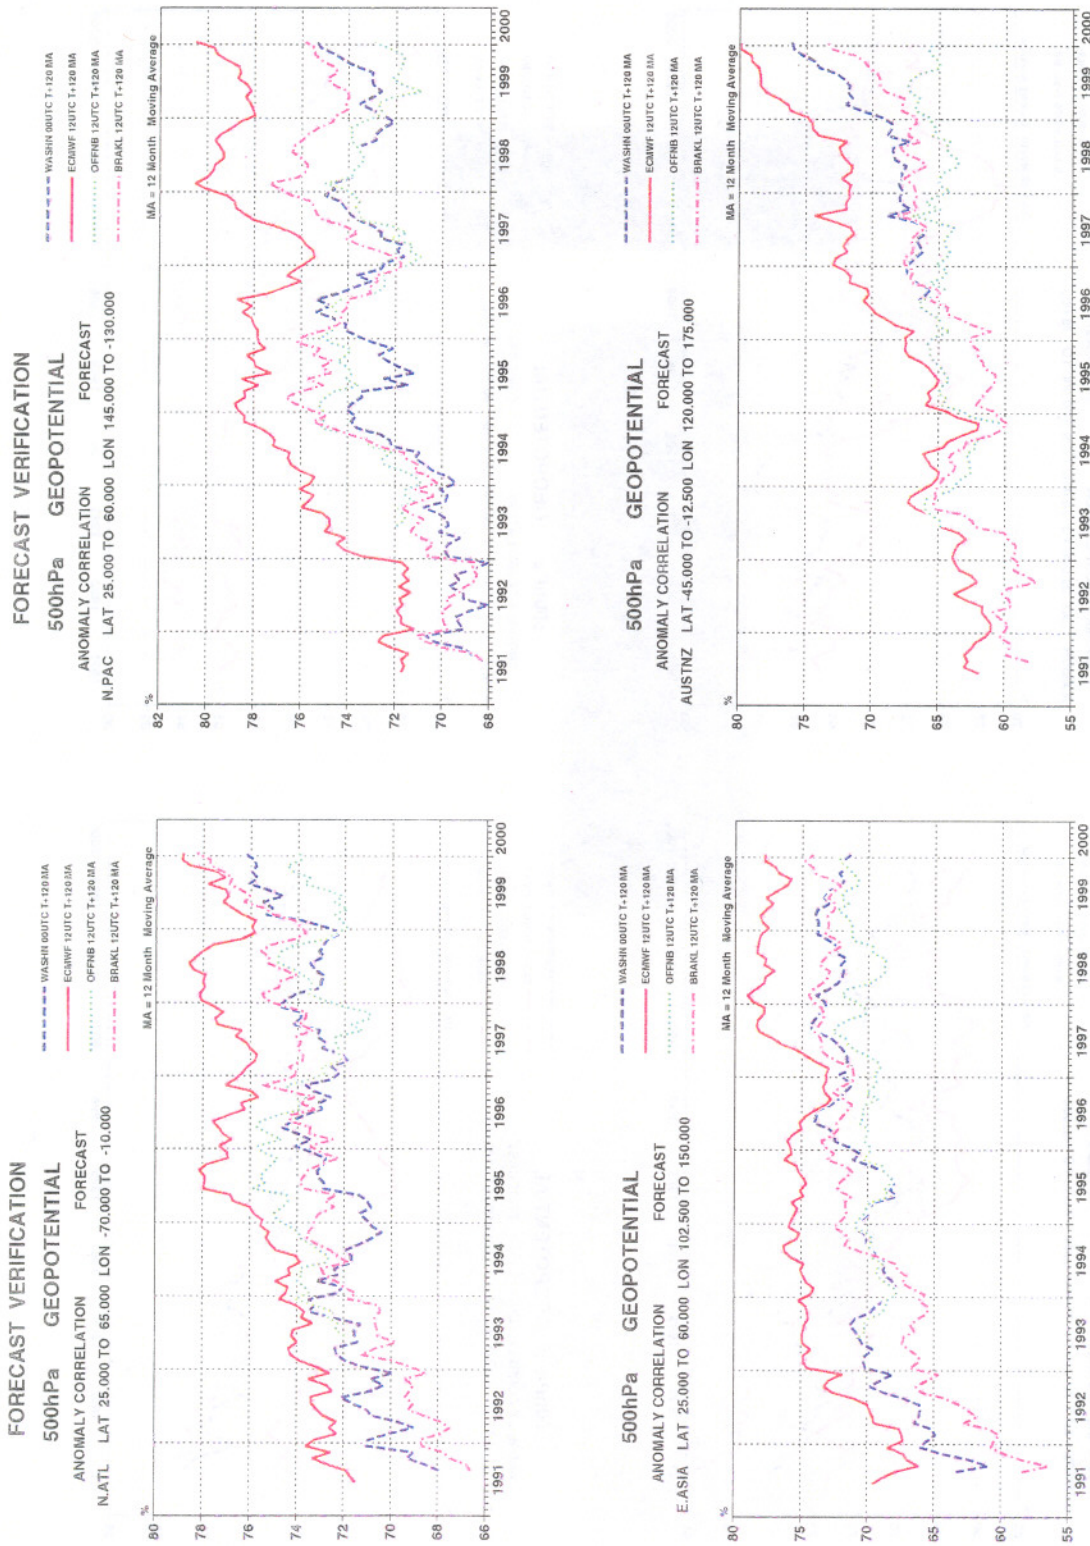 FORECAST VERIFICATION
500hPa GEOPOTENTIAL
ANOMALY CORRELATION FORECAST
N.ATL LAT 25.000 TO 65.000 LON -70.000 TO -10.000
WASHN 00UTC T+120 MA
ECMWF 12UTC T+120 MA
OFFNB 12UTC T+120 MA
BRAKL 12UTC T+120 MA
MA = 12 Month Moving Average
%
80
78
76
74
72
70
68
66
1991 1992 1993 1994 1995 1996 1997 1998 1999 2000
FORECAST VERIFICATION
500hPa GEOPOTENTIAL
ANOMALY CORRELATION FORECAST
N.PAC LAT 25.000 TO 60.000 LON 145.000 TO -130.000
WASHN 00UTC T+120 MA
ECMWF 12UTC T+120 MA
OFFNB 12UTC T+120 MA
BRAKL 12UTC T+120 MA
MA = 12 Month Moving Average
%
82
80
78
76
74
72
70
68
1991 1992 1993 1994 1995 1996 1997 1998 1999 2000
500hPa GEOPOTENTIAL
ANOMALY CORRELATION FORECAST
E.ASIA LAT 25.000 TO 60.000 LON 102.500 TO 150.000
WASHN 00UTC T+120 MA
ECMWF 12UTC T+120 MA
OFFNB 12UTC T+120 MA
BRAKL 12UTC T+120 MA
MA = 12 Month Moving Average
%
80
75
70
65
60
55
1991 1992 1993 1994 1995 1996 1997 1998 1999 2000
500hPa GEOPOTENTIAL
ANOMALY CORRELATION FORECAST
AUSTNZ LAT -45.000 TO -12.500 LON 120.000 TO 175.000
WASHN 00UTC T+120 MA
ECMWF 12UTC T+120 MA
OFFNB 12UTC T+120 MA
BRAKL 12UTC T+120 MA
MA = 12 Month Moving Average
%
80
75
70
65
60
55
1991 1992 1993 1994 1995 1996 1997 1998 1999 2000